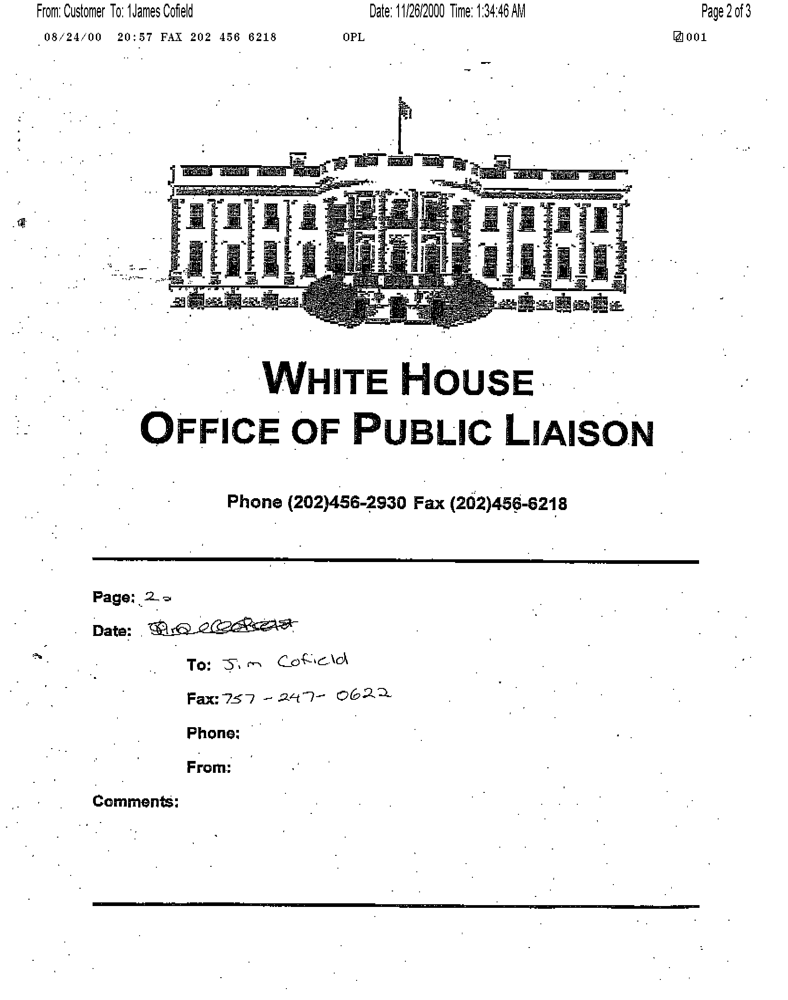 From: Customer To: 1James Cofield Date: 11/26/2000 Time: 1:34:46 AM Page 2 of 3
08/24/00 20:57 FAX 202 456 6218 OPL 001
WHITE HOUSE
OFFICE OF PUBLIC LIAISON
Phone (202)456-2930 Fax (202)456-6218
Page: 2
Date:
To: Jim Cofield
Fax: 757-247-0622
Phone:
From:
Comments: